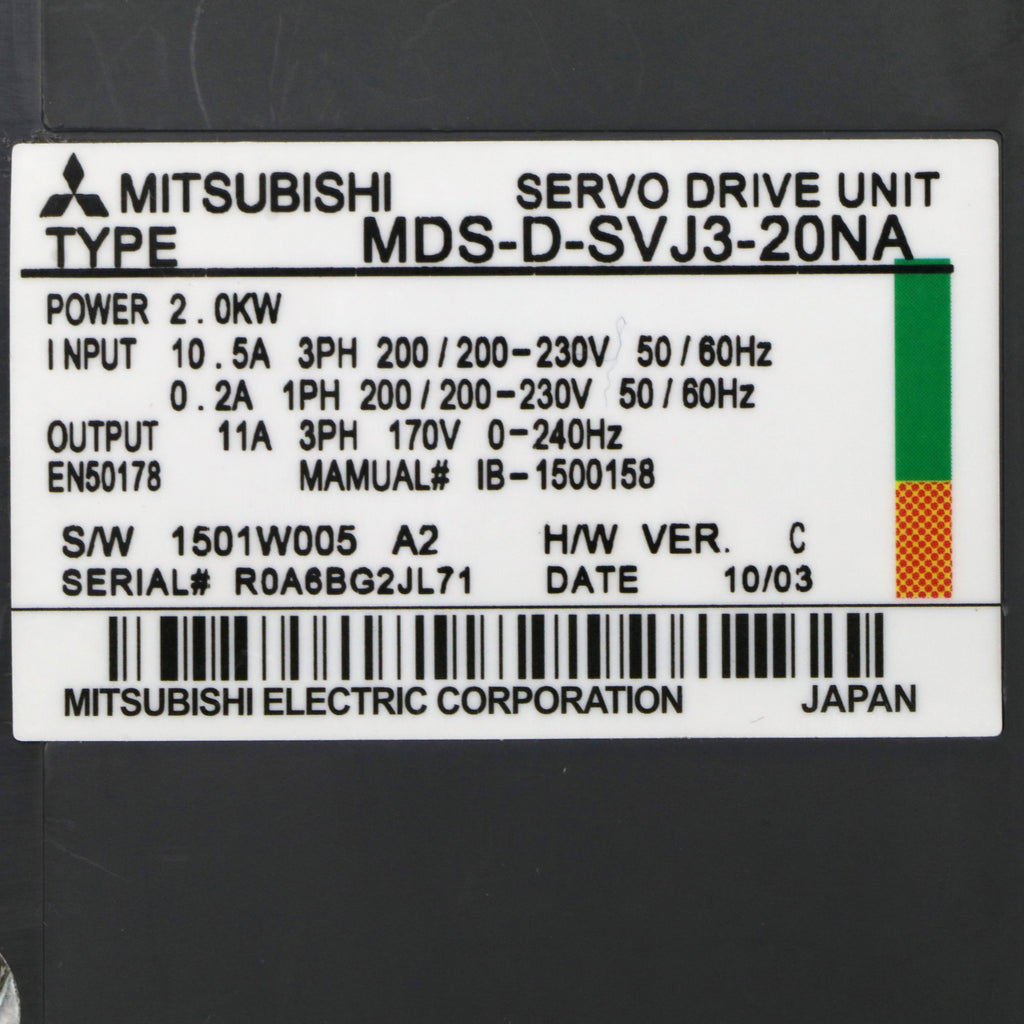 MITSUBISHI SERVO DRIVE UNIT
TYPE MDS-D-SVJ3-20NA
POWER 2.0KW
INPUT 10.5A 3PH 200/200-230V 50/60Hz
0.2A 1PH 200/200-230V 50/60Hz
OUTPUT 11A 3PH 170V 0-240Hz
EN50178 MAMUAL# IB-1500158
S/W 1501W005 A2 H/W VER. C
SERIAL# R0A6BG2JL71 DATE 10/03
MITSUBISHI ELECTRIC CORPORATION JAPAN